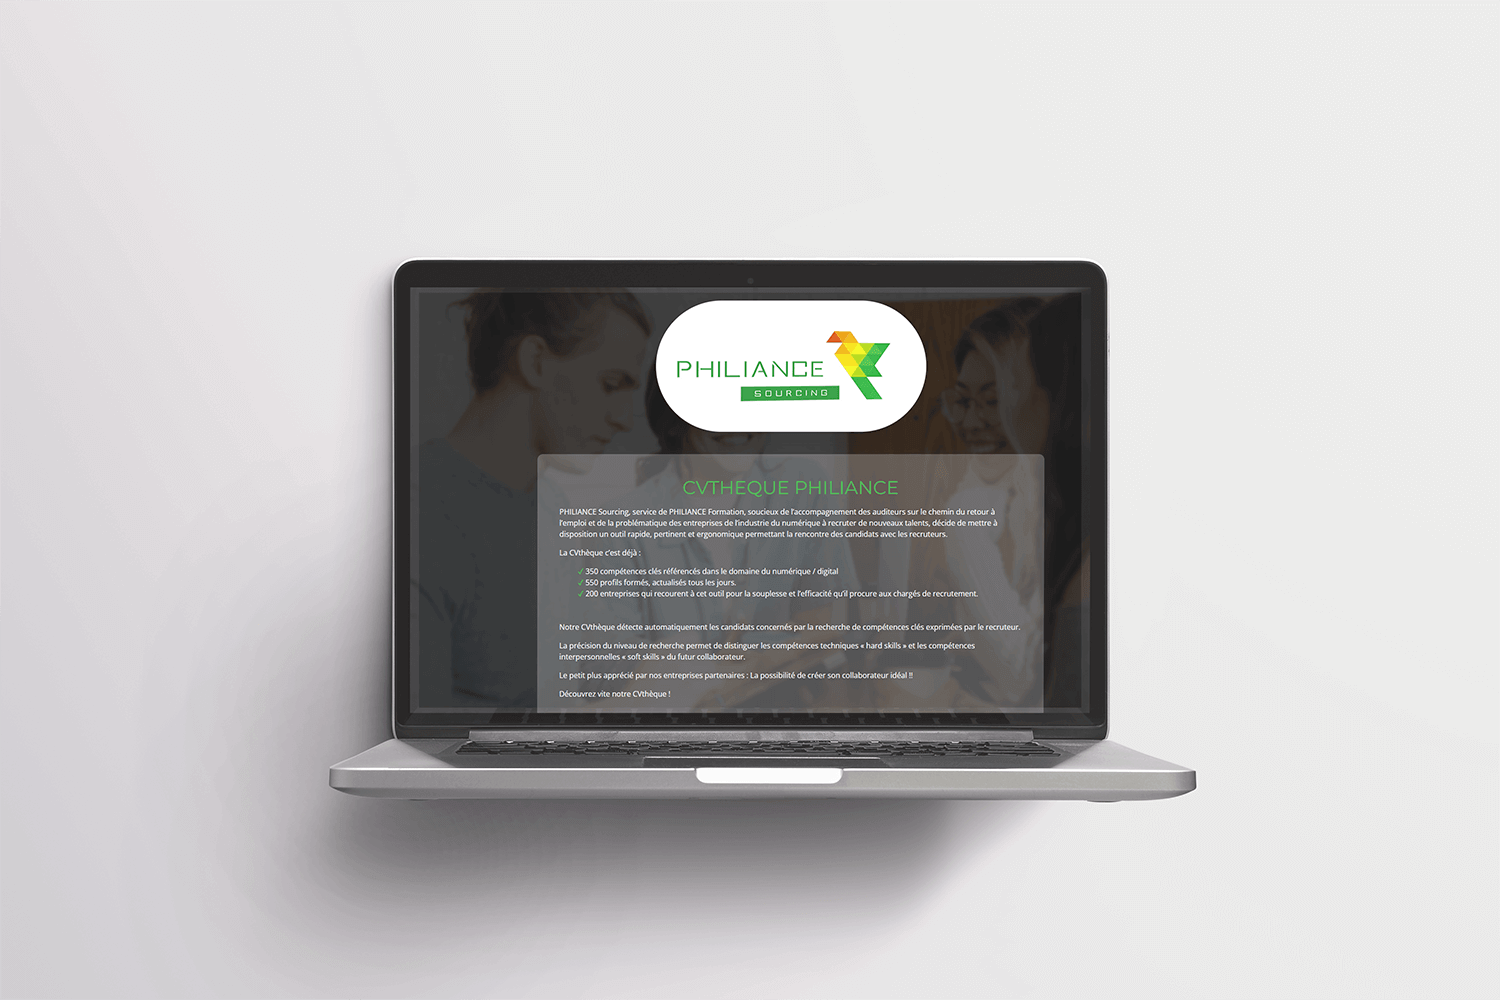 PHILIANCE
SOURCING
CVTHEQUE PHILIANCE
PHILIANCE Sourcing, service de PHILIANCE Formation, soucieux de l'accompagnement des auditeurs sur le chemin du retour à
l'emploi et de la problématique des entreprises de l'industrie du numérique à recruter de nouveaux talents, décide de mettre à
disposition un outil rapide, pertinent et ergonomique permettant la rencontre des candidats avec les recruteurs.
La CVthèque c'est déjà :
✓ 350 compétences clés référencés dans le domaine du numérique / digital
✓ 550 profils formés, actualisés tous les jours.
✓ 200 entreprises qui recourent à cet outil pour la souplesse et l'efficacité qu'il procure aux chargés de recrutement.
Notre CVthèque détecte automatiquement les candidats concernés par la recherche de compétences clés exprimées par le recruteur.
La précision du niveau de recherche permet de distinguer les compétences techniques « hard skills » et les compétences
interpersonnelles « soft skills » du futur collaborateur.
Le petit plus apprécié par nos entreprises partenaires : La possibilité de créer son collaborateur idéal !!
Découvrez vite notre CVthèque !